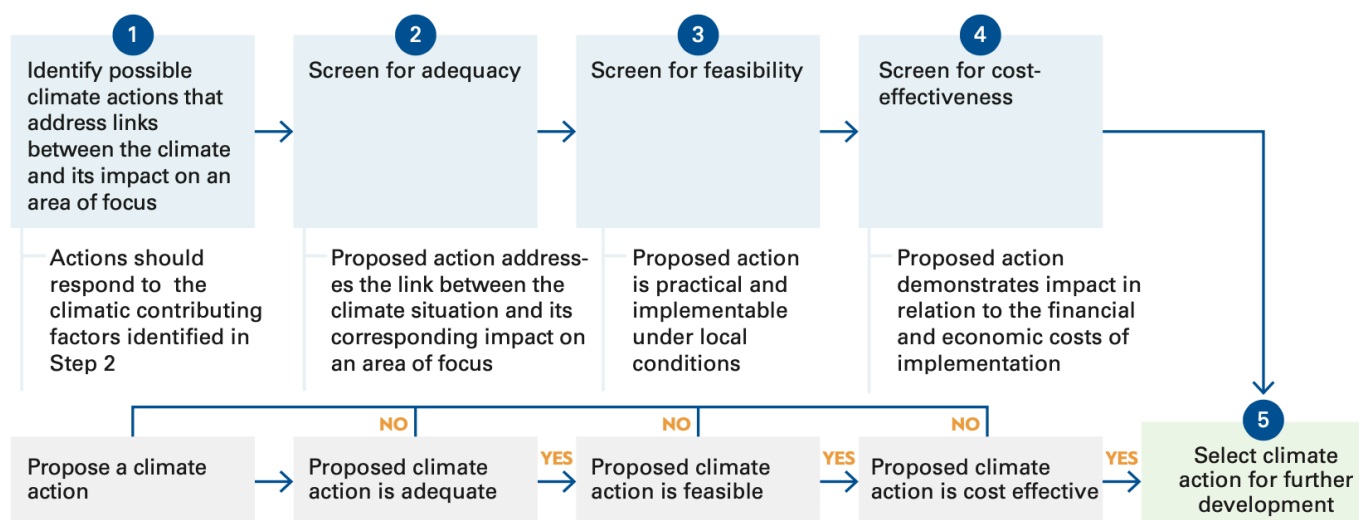 1
Identify possible
climate actions that
address links
between the climate
and its impact on an
area of focus
2
Screen for adequacy
3
Screen for feasibility
4
Screen for cost-
effectiveness
Actions should
respond to the
climatic contributing
factors identified in
Step 2
Proposed action address-
es the link between the
climate situation and its
corresponding impact on
an area of focus
Proposed action
is practical and
implementable
under local
conditions
Proposed action
demonstrates impact in
relation to the financial
and economic costs of
implementation
NO
NO
NO
Propose a climate
action
Proposed climate
action is adequate
YES
Proposed climate
action is feasible
YES
Proposed climate
action is cost effective
YES
5
Select climate
action for further
development